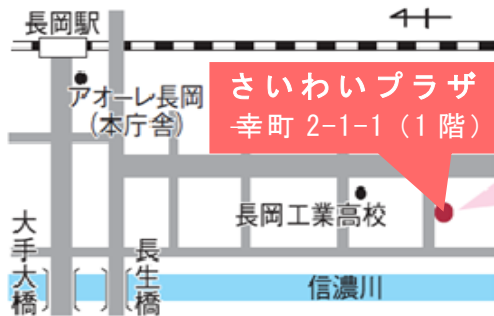 長岡駅
アオーレ長岡
(本庁舎)
さいわいプラザ
幸町 2-1-1（1階）
長岡工業高校
大手大橋
長生橋
信濃川